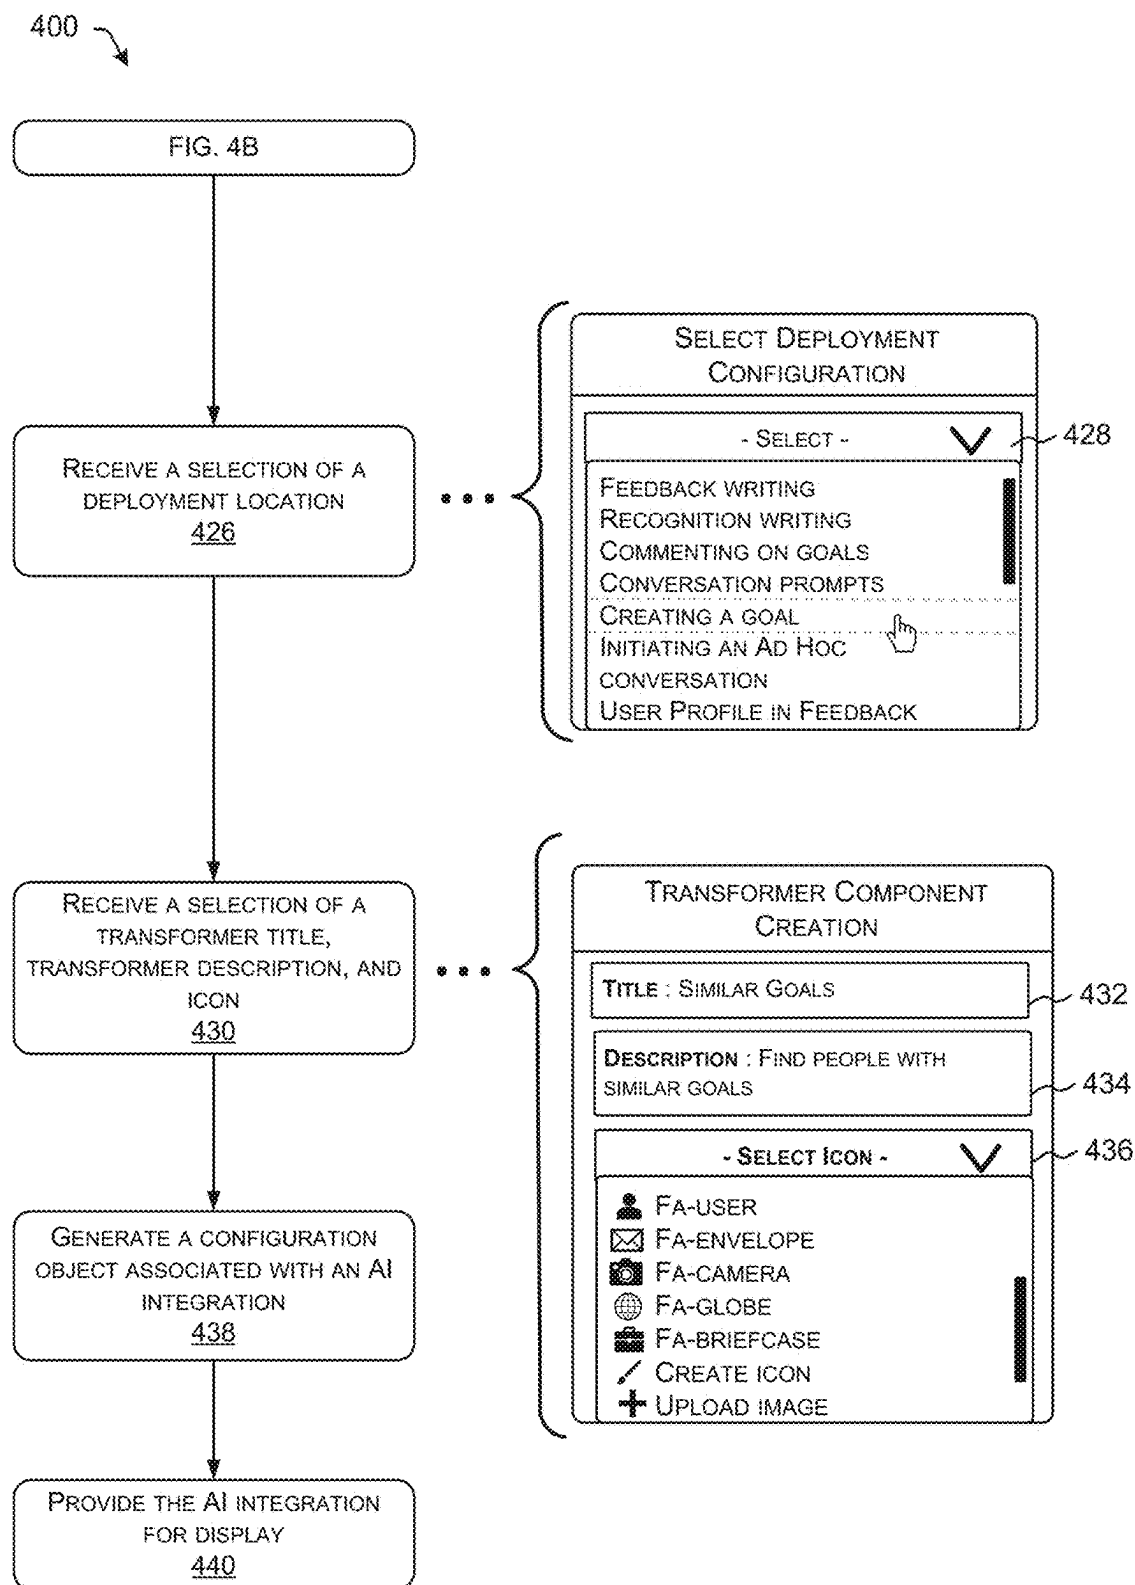 400
FIG. 4B
SELECT DEPLOYMENT
CONFIGURATION
- SELECT -
428
FEEDBACK WRITING
RECOGNITION WRITING
COMMENTING ON GOALS
CONVERSATION PROMPTS
CREATING A GOAL
INITIATING AN AD HOC
CONVERSATION
USER PROFILE IN FEEDBACK
RECEIVE A SELECTION OF A
DEPLOYMENT LOCATION
426
TRANSFORMER COMPONENT
CREATION
TITLE : SIMILAR GOALS
432
DESCRIPTION : FIND PEOPLE WITH
SIMILAR GOALS
434
- SELECT ICON -
436
FA-USER
FA-ENVELOPE
FA-CAMERA
FA-GLOBE
FA-BRIEFCASE
CREATE ICON
UPLOAD IMAGE
RECEIVE A SELECTION OF A
TRANSFORMER TITLE,
TRANSFORMER DESCRIPTION, AND
ICON
430
GENERATE A CONFIGURATION
OBJECT ASSOCIATED WITH AN AI
INTEGRATION
438
PROVIDE THE AI INTEGRATION
FOR DISPLAY
440